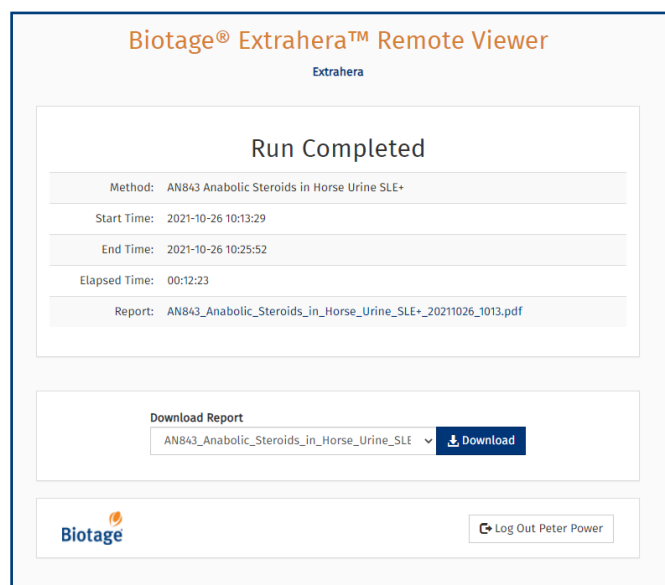 Biotage® Extrahera™ Remote Viewer
Extrahera
Run Completed
Method: AN843 Anabolic Steroids in Horse Urine SLE+
Start Time: 2021-10-26 10:13:29
End Time: 2021-10-26 10:25:52
Elapsed Time: 00:12:23
Report: AN843_Anabolic_Steroids_in_Horse_Urine_SLE+_20211026_1013.pdf
Download Report
AN843_Anabolic_Steroids_in_Horse_Urine_SLE Download
Biotage Log Out Peter Power